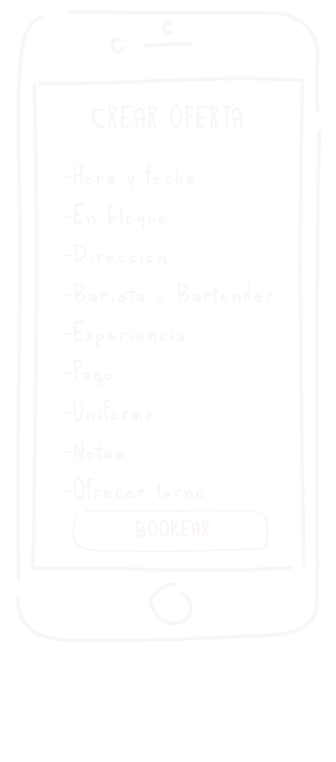 CREAR OFERTA
-Hora y fecha
-En bloque
-Direccion
-Barista o Bartender
-Experiencia
-Pago
-Uniforme
-Notas
-Ofrecer turno
BOOKEAR